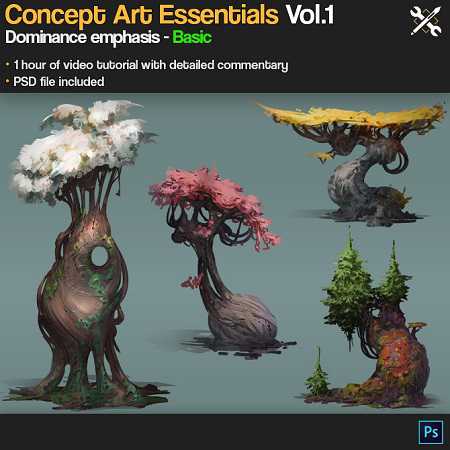 Concept Art Essentials Vol.1
Dominance emphasis - Basic
• 1 hour of video tutorial with detailed commentary
• PSD file included
Ps